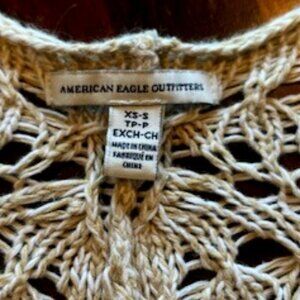 AMERICAN EAGLE OUTFITTERS
XS-S
TP-P
EXCH-CH
MADE IN CHINA
FABRIQUÉ EN
CHINE